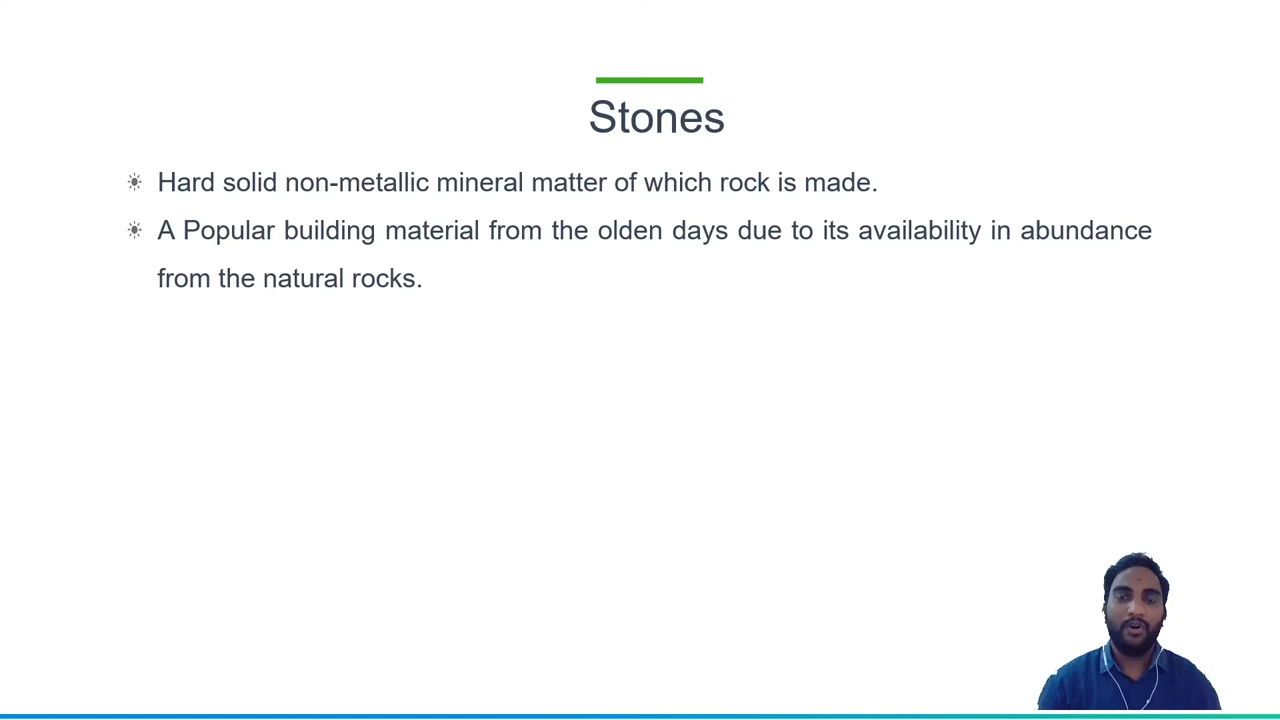 Stones
Hard solid non-metallic mineral matter of which rock is made.
A Popular building material from the olden days due to its availability in abundance
from the natural rocks.